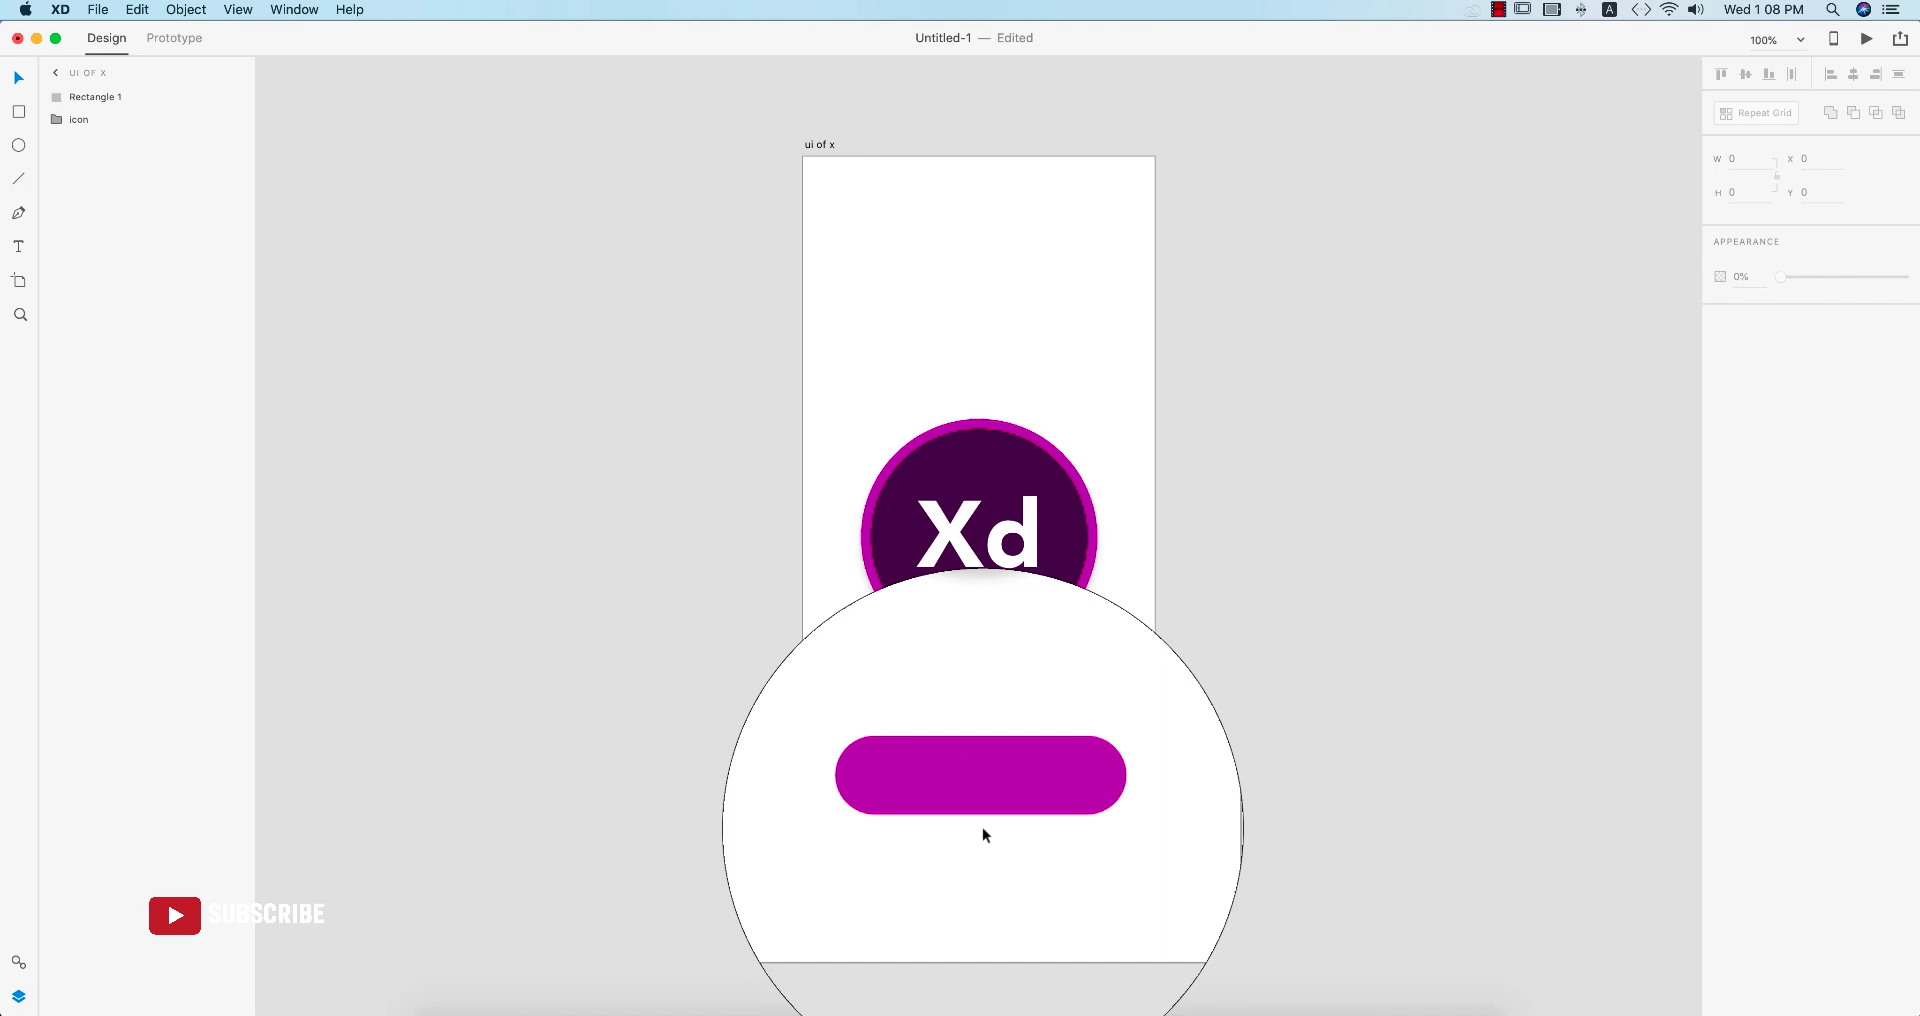 XD File Edit Object View Window Help
A Wed 1 08 PM
Design Prototype
Untitled-1 — Edited
100%
UI OF X
Rectangle 1
icon
ui of x
Xd
Repeat Grid
W 0 X 0
H 0 Y 0
APPEARANCE
0%
T
SUBSCRIBE